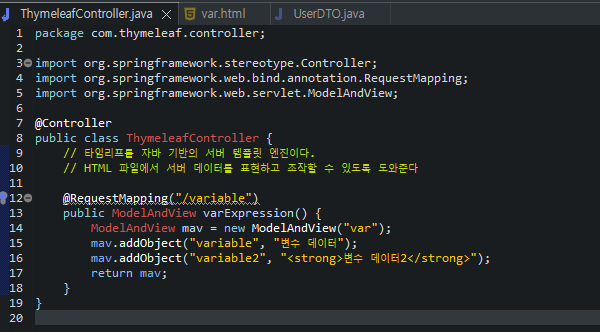 ThymeleafController.java
var.html
UserDTO.java
1 package com.thymeleaf.controller;
2
3 import org.springframework.stereotype.Controller;
4 import org.springframework.web.bind.annotation.RequestMapping;
5 import org.springframework.web.servlet.ModelAndView;
6
7 @Controller
8 public class ThymeleafController {
9 // 타임리프를 자바 기반의 서버 템플릿 엔진이다.
10 // HTML 파일에서 서버 데이터를 표현하고 조작할 수 있도록 도와준다
11
12 @RequestMapping("/variable")
13 public ModelAndView varExpression() {
14 ModelAndView mav = new ModelAndView("var");
15 mav.addObject("variable", "변수 데이터");
16 mav.addObject("variable2", "<strong>변수 데이터2</strong>");
17 return mav;
18 }
19 }
20